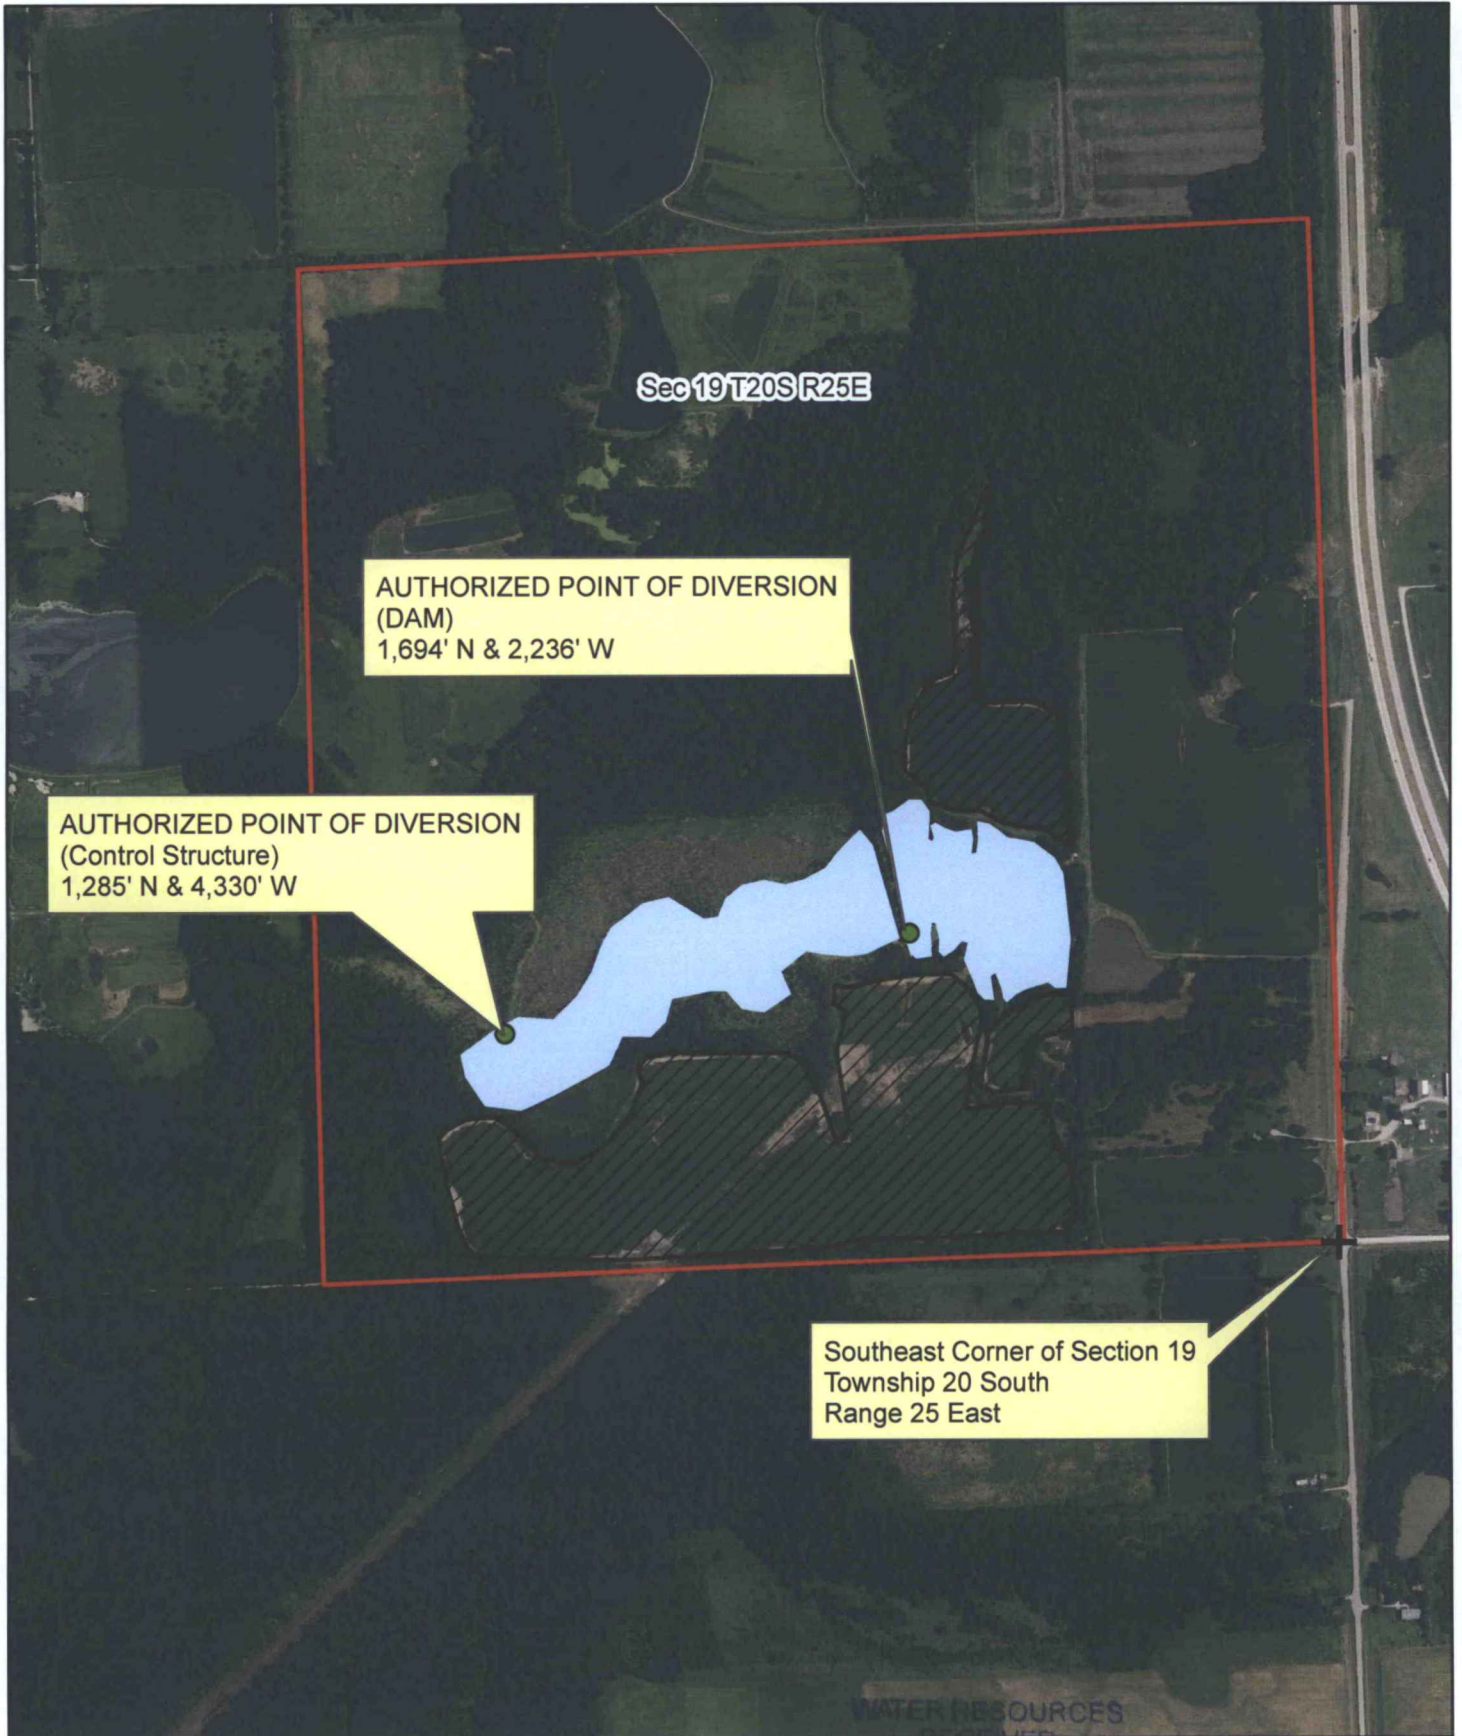 Sec 19 T20S R25E
AUTHORIZED POINT OF DIVERSION
(DAM)
1,694' N & 2,236' W
AUTHORIZED POINT OF DIVERSION
(Control Structure)
1,285' N & 4,330' W
Southeast Corner of Section 19
Township 20 South
Range 25 East
WATER RESOURCES
RECEIVED